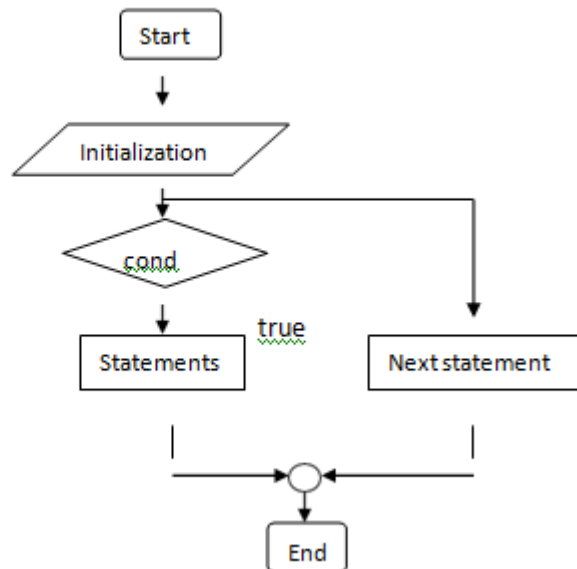 Start
Initialization
cond
true
Statements
Next statement
End